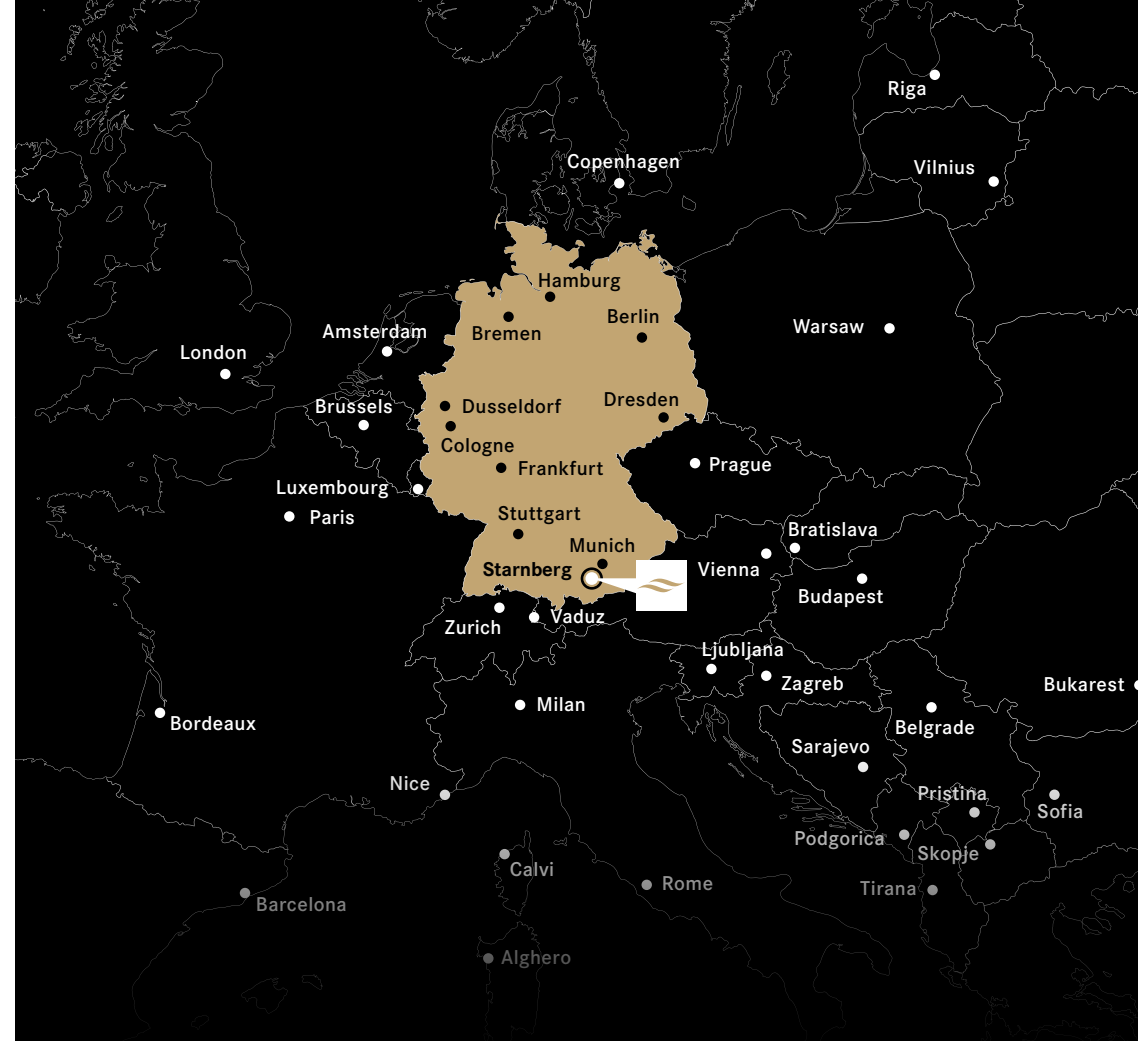 Riga
Copenhagen
Vilnius
Hamburg
Berlin
Bremen
Warsaw
Amsterdam
London
Dresden
Brussels
Dusseldorf
Cologne
Frankfurt
Prague
Luxembourg
Paris
Stuttgart
Bratislava
Munich
Starnberg
Vienna
Budapest
Vaduz
Zurich
Ljubljana
Zagreb
Bukarest
Milan
Bordeaux
Belgrade
Sarajevo
Nice
Pristina
Sofia
Podgorica
Skopje
Calvi
Rome
Tirana
Barcelona
Alghero